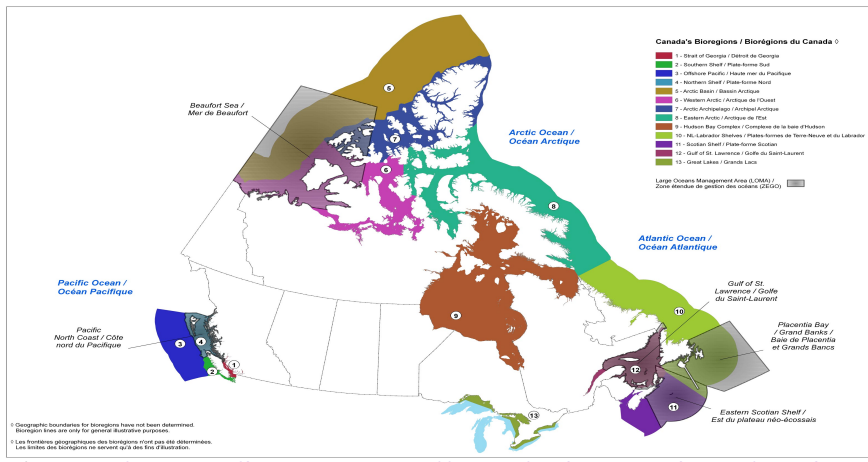 Canada's Bioregions / Biorégions du Canada ◊
1 - Strait of Georgia / Détroit de Georgia
2 - Southern Shelf / Plate-forme Sud
3 - Offshore Pacific / Haute mer du Pacifique
4 - Northern Shelf / Plate-forme Nord
5 - Arctic Basin / Bassin Arctique
6 - Western Arctic / Arctique de l'Ouest
7 - Arctic Archipelago / Archipel Arctique
8 - Eastern Arctic / Arctique de l'Est
9 - Hudson Bay Complex / Complexe de la baie d'Hudson
10 - NL-Labrador Shelves / Plates-formes de Terre-Neuve et du Labrador
11 - Scotian Shelf / Plate-forme Scotian
12 - Gulf of St. Lawrence / Golfe du Saint-Laurent
13 - Great Lakes / Grands Lacs
Large Oceans Management Area (LOMA) /
Zone étendue de gestion des océans (ZEGO)
Beaufort Sea /
Mer de Beaufort
Arctic Ocean /
Océan Arctique
5
7
6
8
Atlantic Ocean /
Océan Atlantique
Pacific Ocean /
Océan Pacifique
Gulf of St.
Lawrence / Golfe
du Saint-Laurent
Pacific
North Coast / Côte
nord du Pacifique
Placentia Bay
/ Grand Banks /
Baie de Placentia
et Grands Bancs
9
10
3
4
1
2
12
11
13
Eastern Scotian Shelf /
Est du plateau néo-écossais
◊ Geographic boundaries for bioregions have not been determined.
Bioregion lines are only for general illustrative purposes.
◊ Les frontières géographiques des biorégions n'ont pas été déterminées.
Les limites des biorégions ne servent qu'à des fins d'illustration.